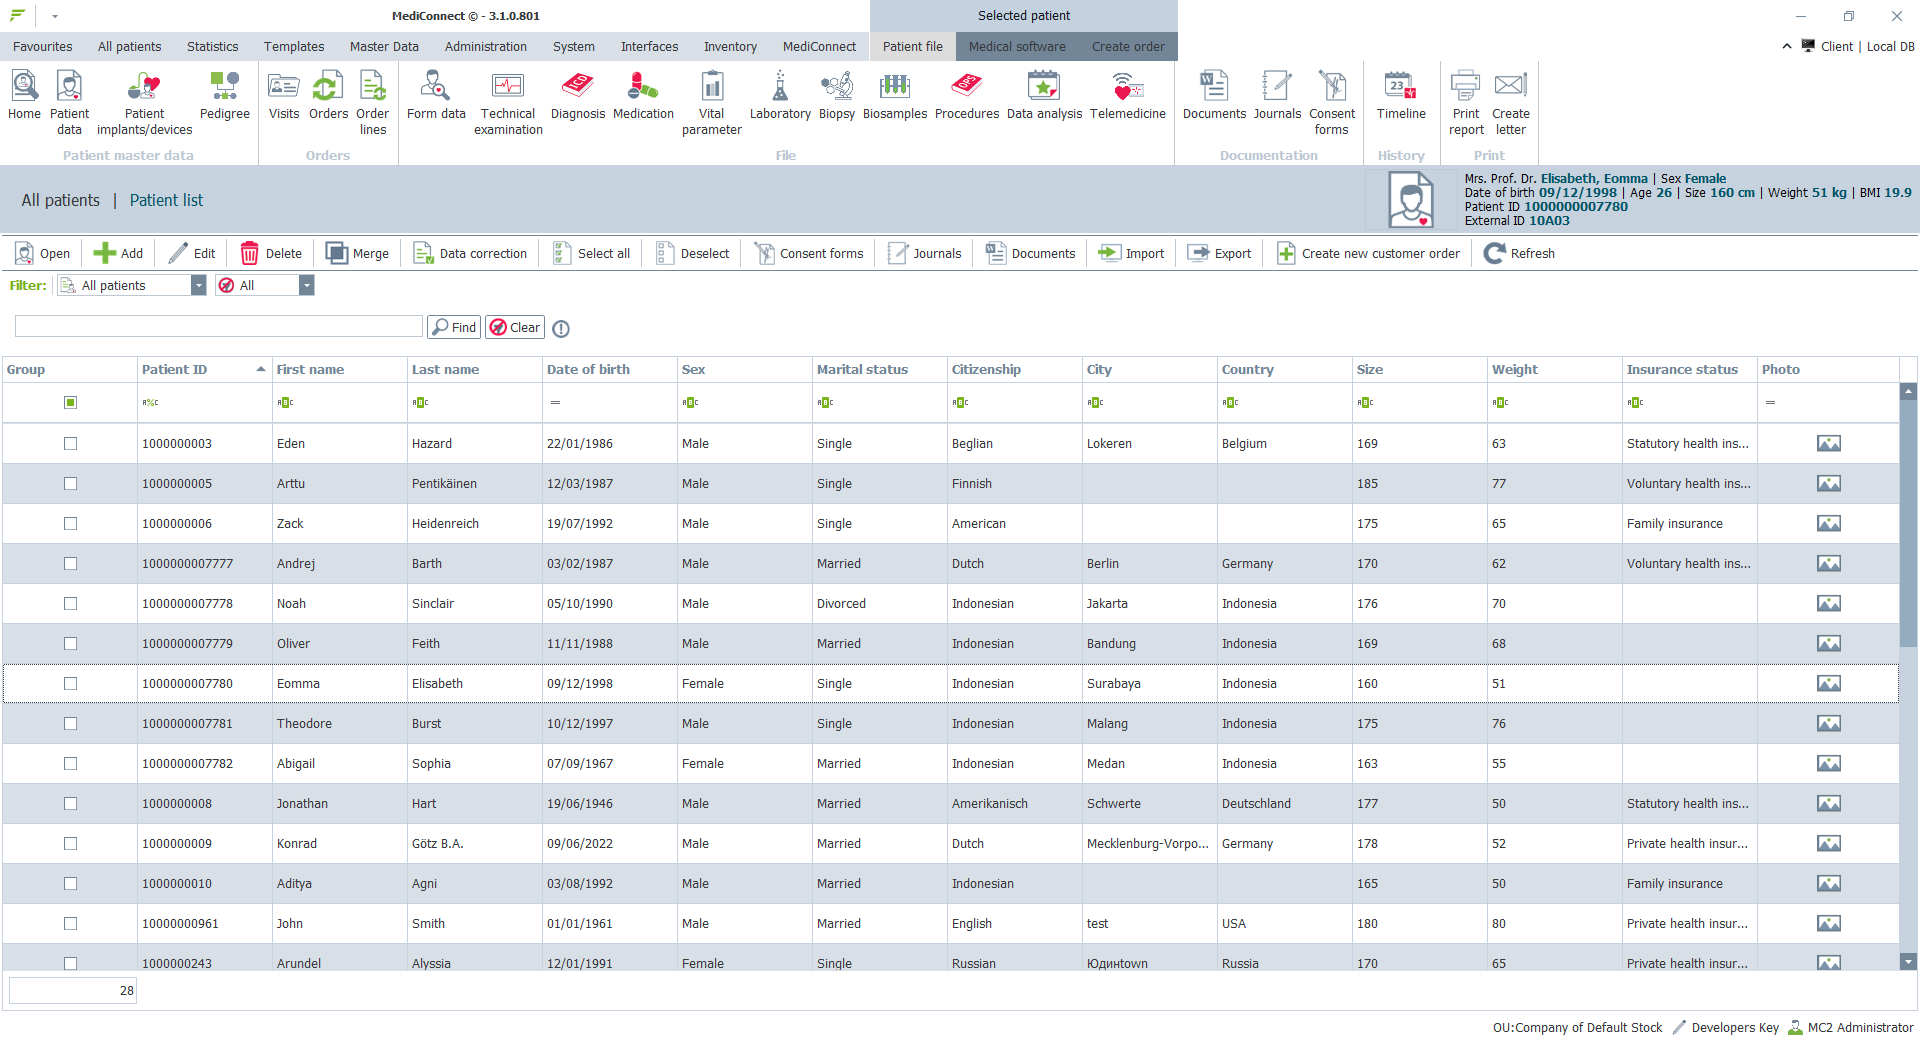 MediConnect © - 3.1.0.801
Selected patient
Favourites All patients Statistics Templates Master Data Administration System Interfaces Inventory MediConnect Patient file Medical software Create order Client | Local DB
Home Patient data Patient implants/devices Pedigree Visits Orders Order lines Form data Technical examination Diagnosis Medication Vital parameter Laboratory Biopsy Biosamples Procedures Data analysis Telemedicine Documents Journals Consent forms Timeline Print report Create letter
Patient master data Orders File Documentation History Print
All patients | Patient list
Mrs. Prof. Dr. Elisabeth, Eomma | Sex Female
Date of birth 09/12/1998 | Age 26 | Size 160 cm | Weight 51 kg | BMI 19.9
Patient ID 1000000007780
External ID 10A03
Open Add Edit Delete Merge Data correction Select all Deselect Consent forms Journals Documents Import Export Create new customer order Refresh
Filter: All patients All
Find Clear
Group Patient ID First name Last name Date of birth Sex Marital status Citizenship City Country Size Weight Insurance status Photo
1000000003 Eden Hazard 22/01/1986 Male Single Beglian Lokeren Belgium 169 63 Statutory health ins...
1000000005 Arttu Pentikäinen 12/03/1987 Male Single Finnish 185 77 Voluntary health ins...
1000000006 Zack Heidenreich 19/07/1992 Male Single American 175 65 Family insurance
1000000007777 Andrej Barth 03/02/1987 Male Married Dutch Berlin Germany 170 62 Voluntary health ins...
1000000007778 Noah Sinclair 05/10/1990 Male Divorced Indonesian Jakarta Indonesia 176 70
1000000007779 Oliver Feith 11/11/1988 Male Married Indonesian Bandung Indonesia 169 68
1000000007780 Eomma Elisabeth 09/12/1998 Female Single Indonesian Surabaya Indonesia 160 51
1000000007781 Theodore Burst 10/12/1997 Male Single Indonesian Malang Indonesia 175 76
1000000007782 Abigail Sophia 07/09/1967 Female Married Indonesian Medan Indonesia 163 55
1000000008 Jonathan Hart 19/06/1946 Male Married Amerikanisch Schwerte Deutschland 177 50 Statutory health ins...
1000000009 Konrad Götz B.A. 09/06/2022 Male Married Dutch Mecklenburg-Vorpo... Germany 178 52 Private health insur...
1000000010 Aditya Agni 03/08/1992 Male Married Indonesian 165 50 Family insurance
10000000961 John Smith 01/01/1961 Male Married English test USA 180 80 Private health insur...
1000000243 Arundel Alyssia 12/01/1991 Female Single Russian Юдинtown Russia 170 65 Private health insur...
28
OU:Company of Default Stock Developers Key MC2 Administrator